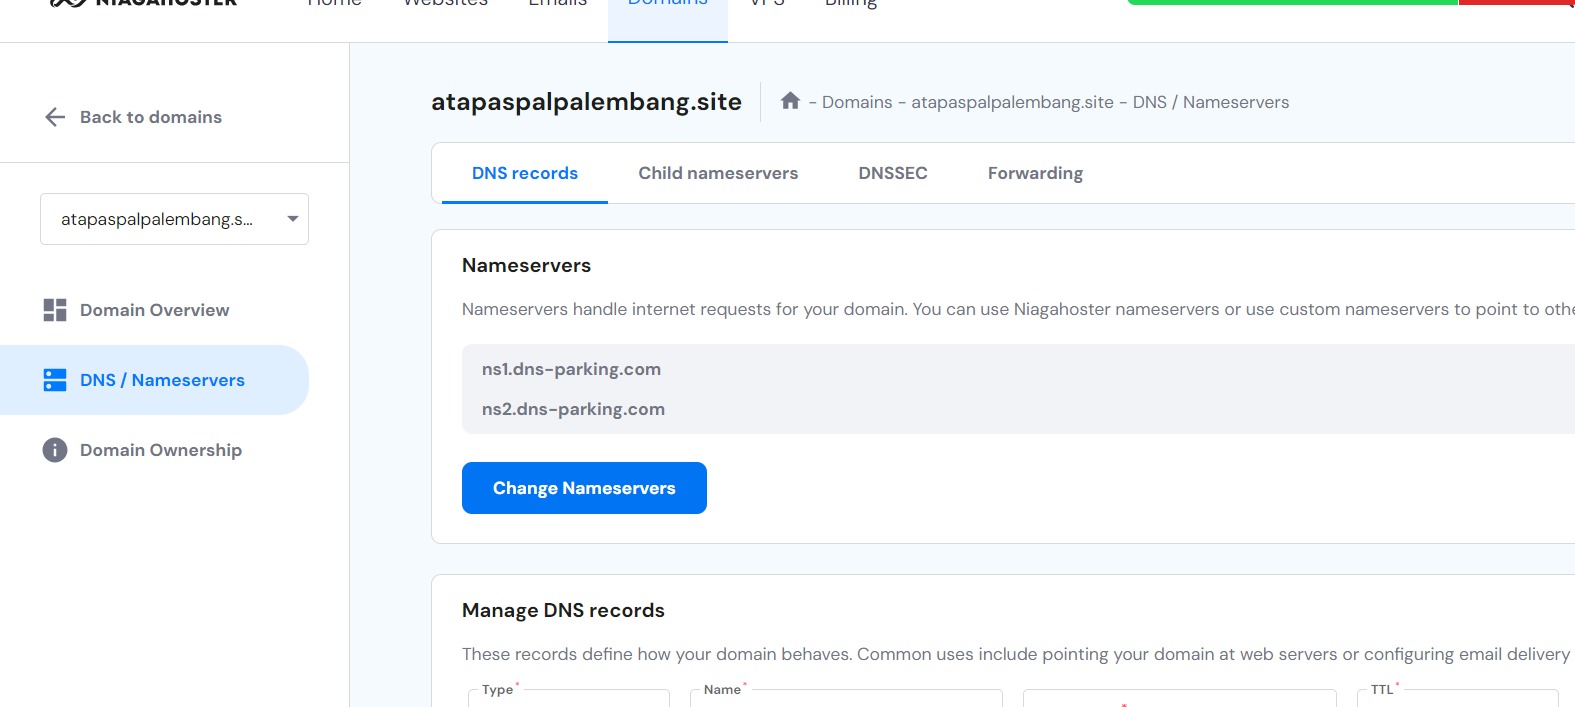 NIAGAHOSTER Home Websites Emails Domains VPS Billing
Back to domains
atapaspalpalembang.s...
Domain Overview
DNS / Nameservers
Domain Ownership
atapaspalpalembang.site
- Domains - atapaspalpalembang.site - DNS / Nameservers
DNS records Child nameservers DNSSEC Forwarding
Nameservers
Nameservers handle internet requests for your domain. You can use Niagahoster nameservers or use custom nameservers to point to othe
ns1.dns-parking.com
ns2.dns-parking.com
Change Nameservers
Manage DNS records
These records define how your domain behaves. Common uses include pointing your domain at web servers or configuring email delivery
Type* Name* * TTL*